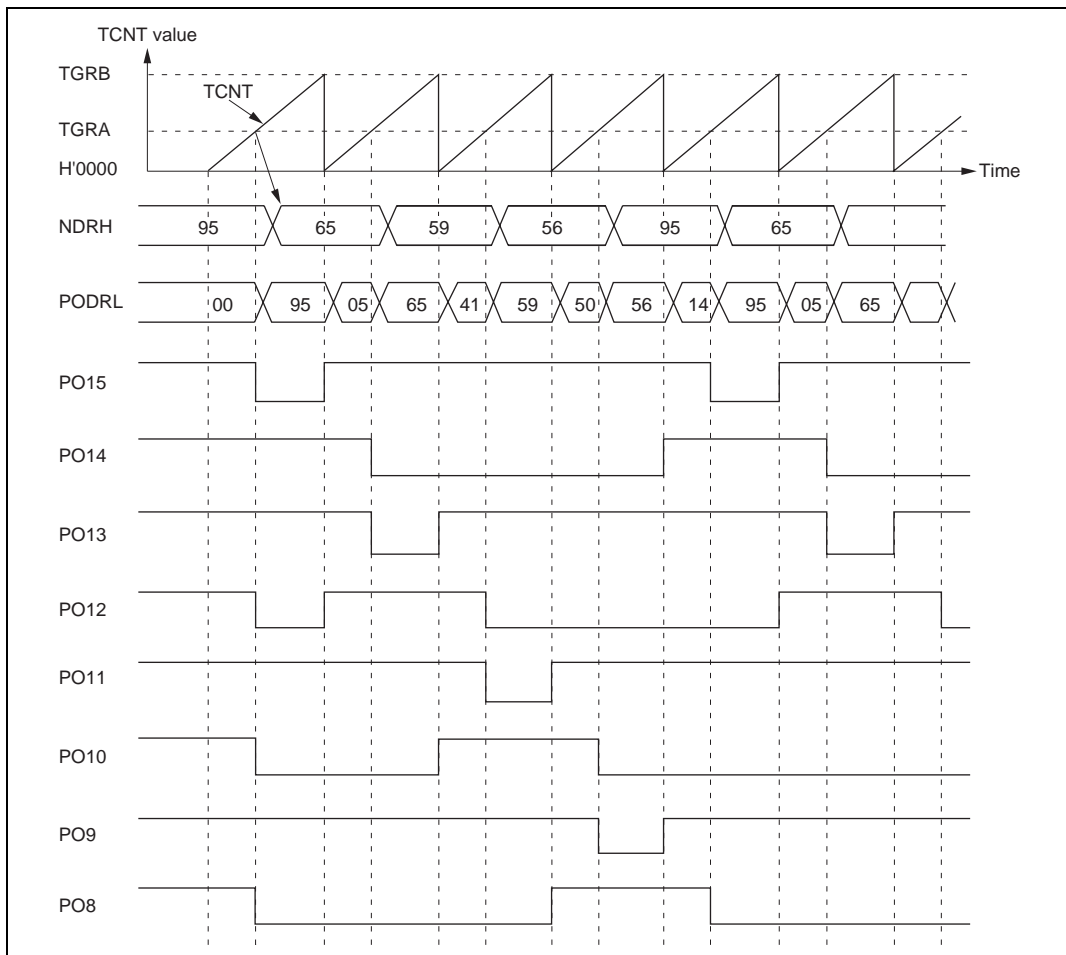 TCNT value
TGRB
TCNT
TGRA
H'0000
Time
NDRH 95 65 59 56 95 65
PODRL 00 95 05 65 41 59 50 56 14 95 05 65
PO15
PO14
PO13
PO12
PO11
PO10
PO9
PO8